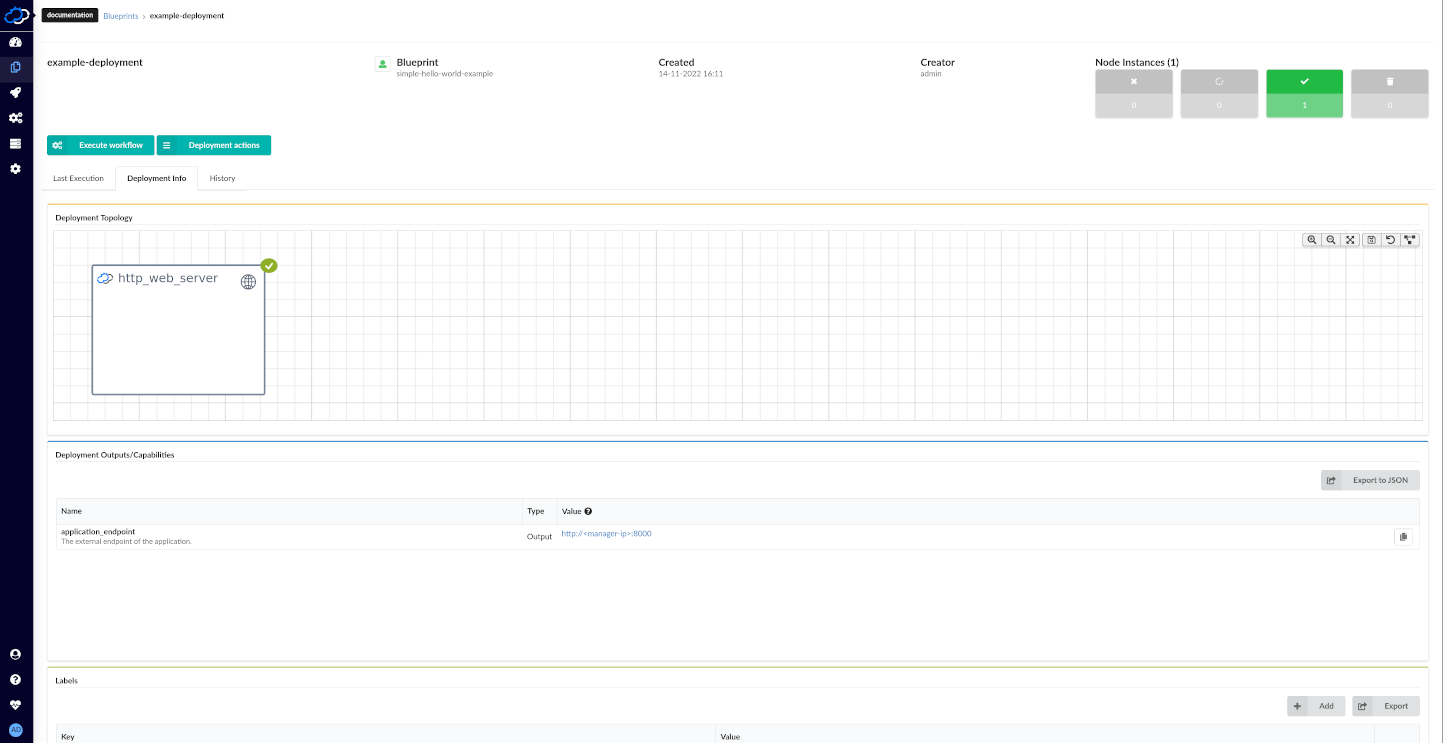 documentation
Blueprints › example-deployment
example-deployment
Blueprint
simple-hello-world-example
Created
14-11-2022 16:11
Creator
admin
Node Instances (1)
0
0
1
0
Execute workflow
Deployment actions
Last Execution
Deployment Info
History
Deployment Topology
http_web_server
Deployment Outputs/Capabilities
Export to JSON
Name
Type
Value
application_endpoint
The external endpoint of the application.
Output
http://<manager-ip>:8000
Labels
Add
Export
Key
Value
AD